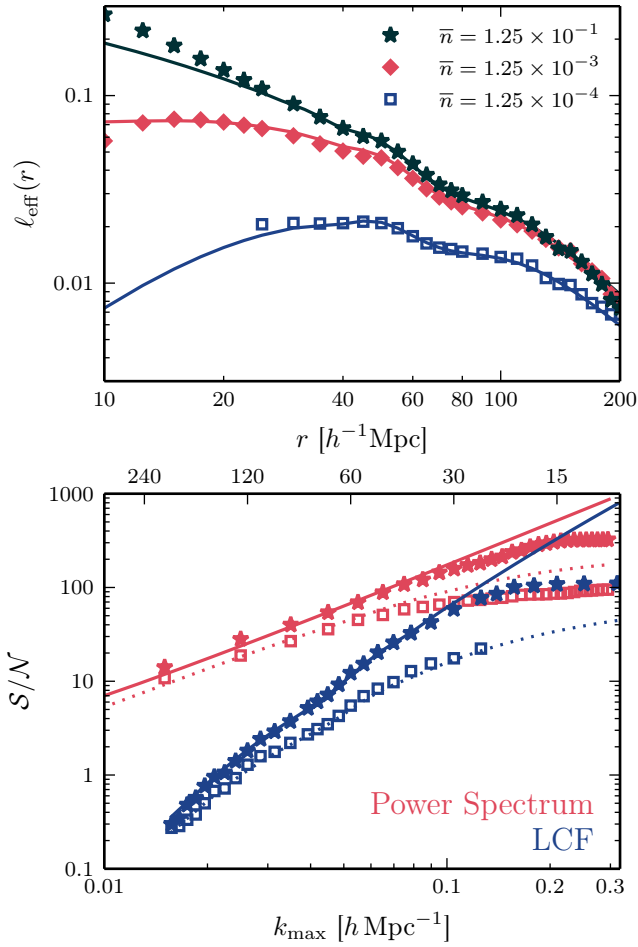 n̄ = 1.25 × 10⁻¹
n̄ = 1.25 × 10⁻³
n̄ = 1.25 × 10⁻⁴
0.1
0.01
ℓeff(r)
10 20 40 60 80 100 200
r [h⁻¹Mpc]
240 120 60 30 15
1000
100
10
1
0.1
S/N
Power Spectrum
LCF
0.01 0.1 0.2 0.3
kmax [h Mpc⁻¹]